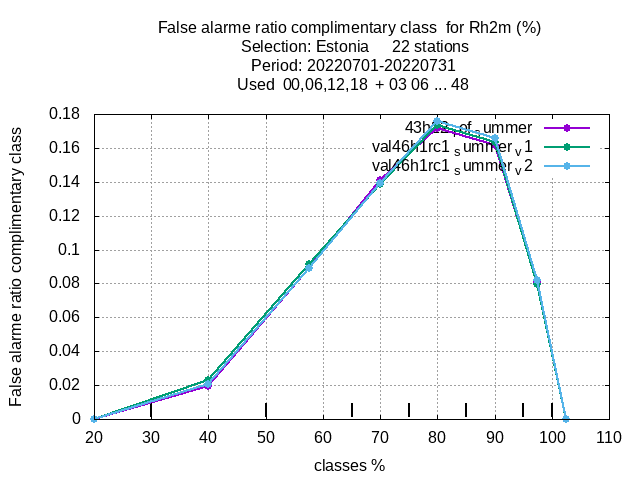 False alarme ratio complimentary class for Rh2m (%)
Selection: Estonia 22 stations
Period: 20220701-20220731
Used 00,06,12,18 + 03 06 ... 48
False alarme ratio complimentary class
0.18
0.16
0.14
0.12
0.1
0.08
0.06
0.04
0.02
0
val46h1rc1summerv1
val46h1rc1summerv2
20 30 40 50 60 70 80 90 100 110
classes %